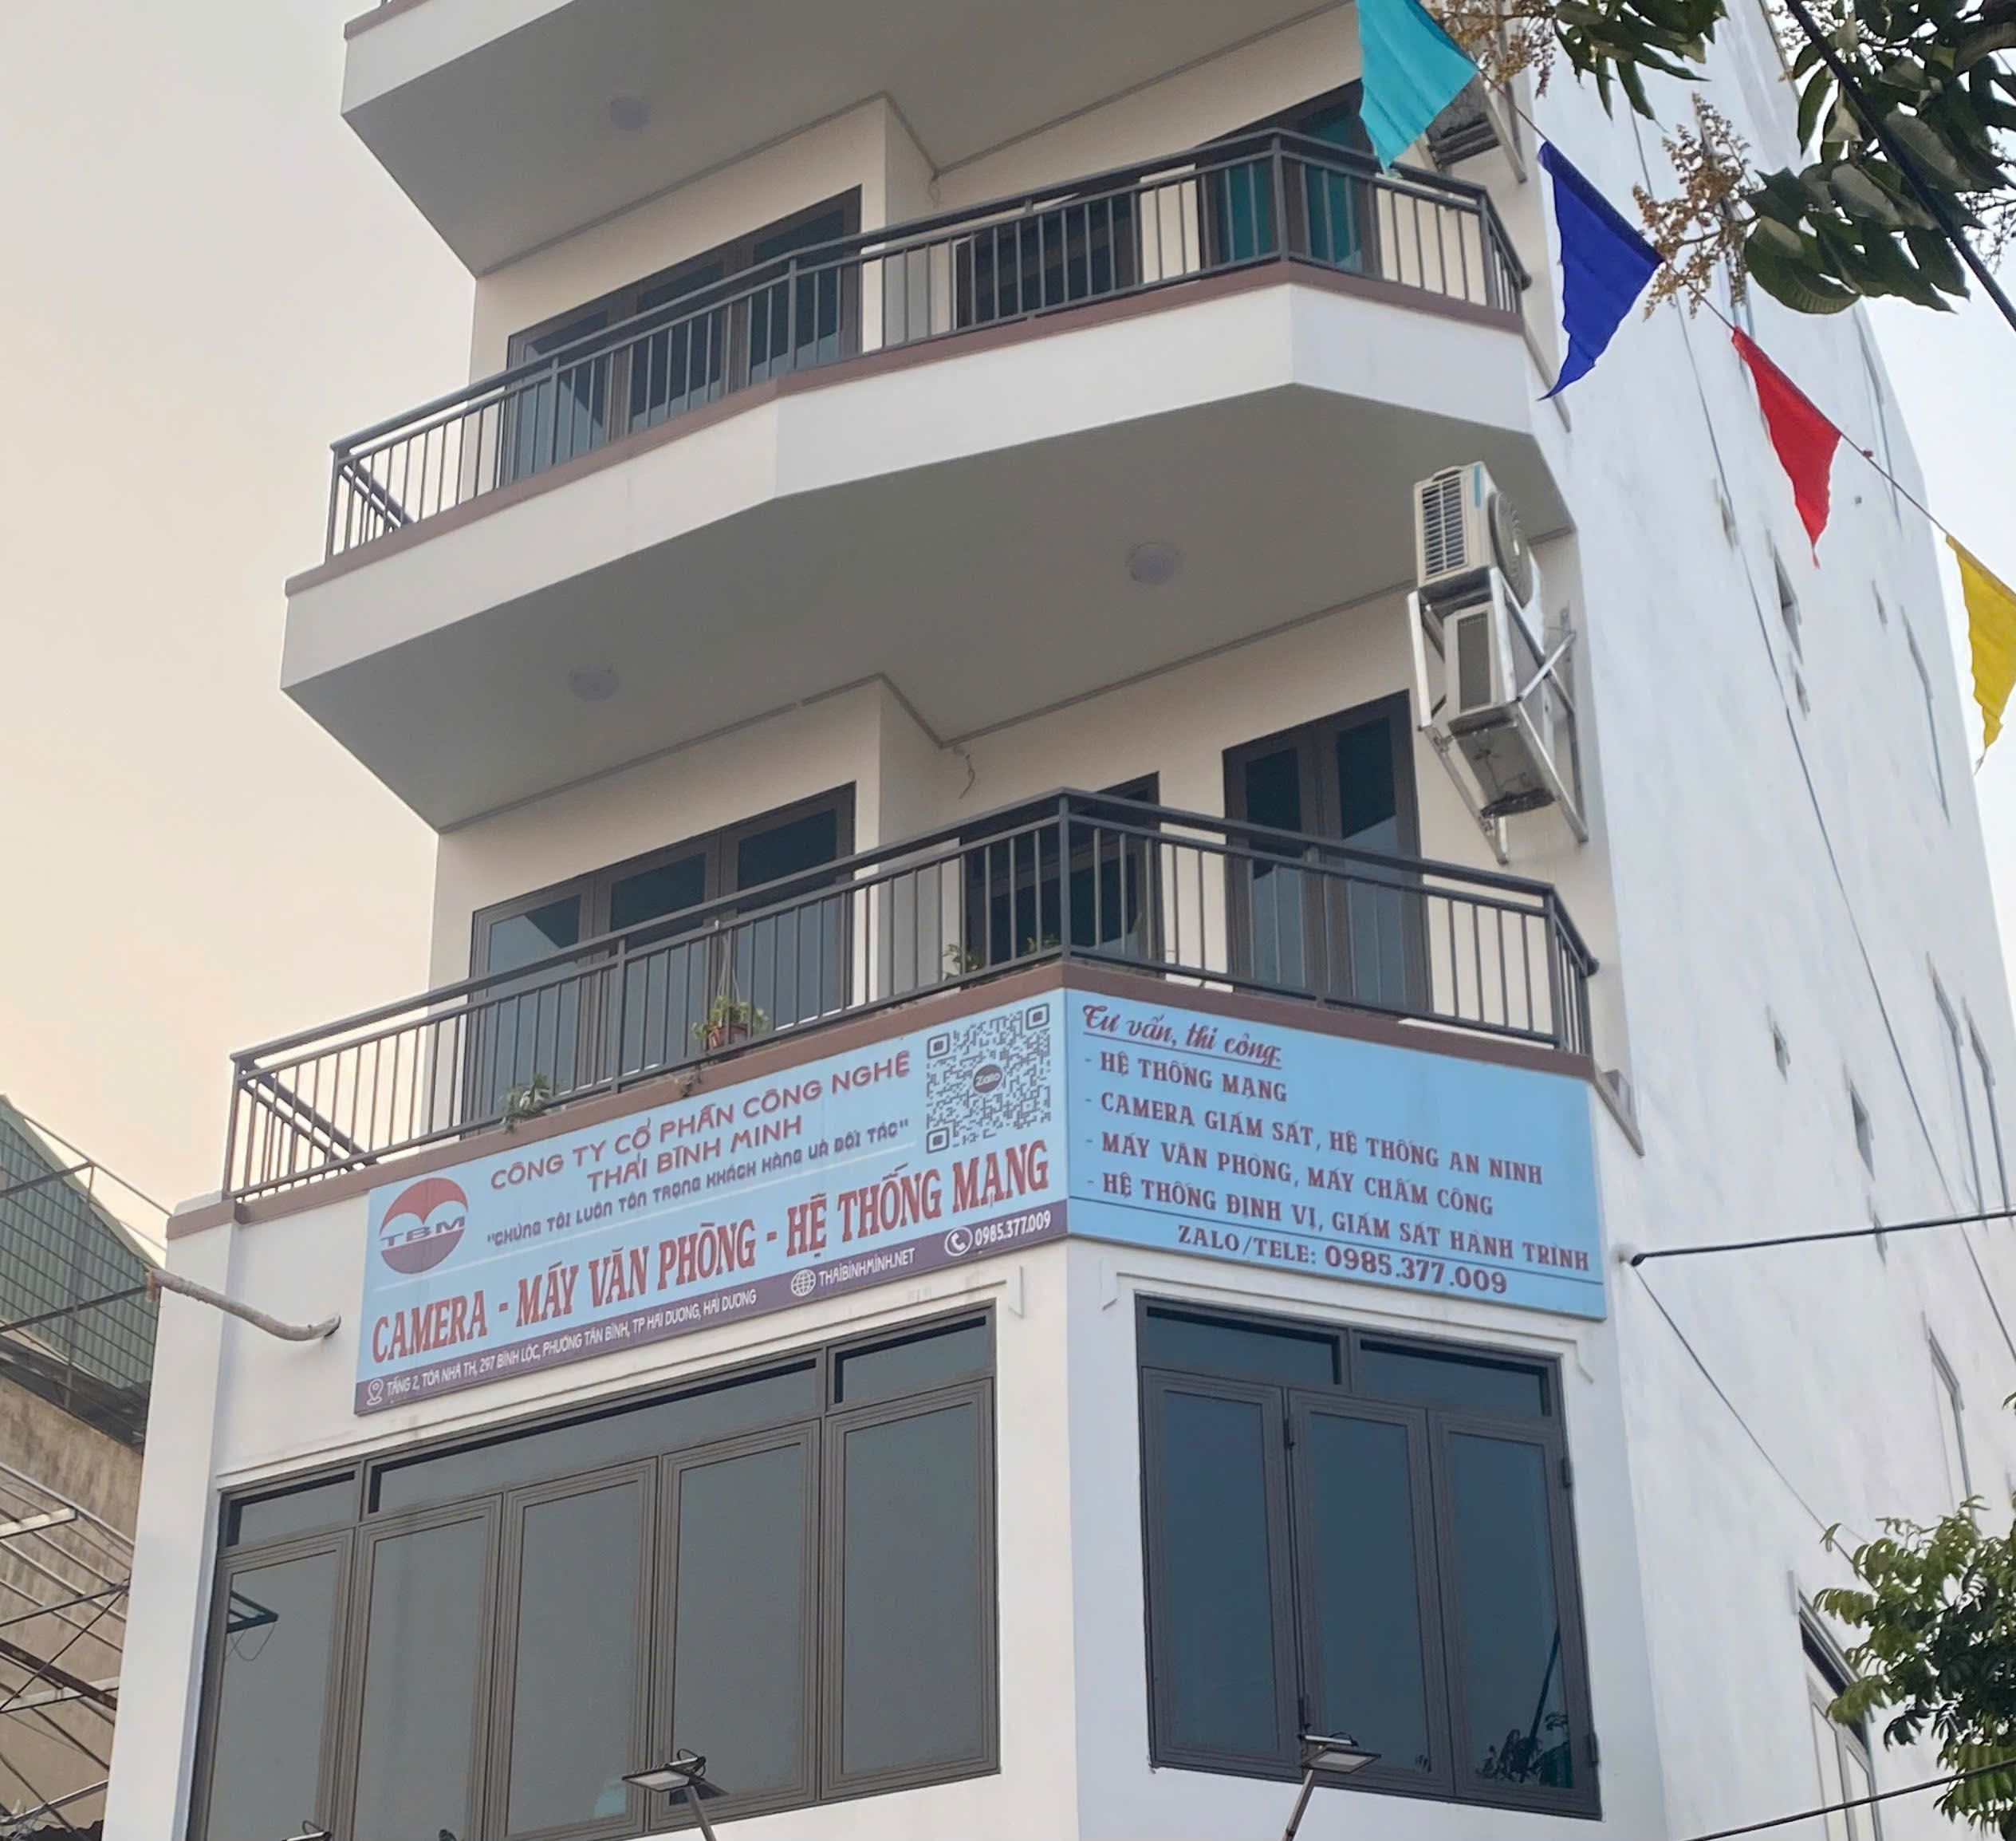 CÔNG TY CỔ PHẦN CÔNG NGHỆ
THÁI BÌNH MINH
"CHÚNG TÔI LUÔN TÔN TRỌNG KHÁCH HÀNG VÀ ĐỐI TÁC"
TBM
Zalo
CAMERA - MÁY VĂN PHÒNG - HỆ THỐNG MẠNG
TẦNG 2, TÒA NHÀ TH, 297 BÌNH LỘC, PHƯỜNG TÂN BÌNH, TP HẢI DƯƠNG, HẢI DƯƠNG
THAIBINHMINH.NET
0985.377.009
Tư vấn, thi công:
- HỆ THỐNG MẠNG
- CAMERA GIÁM SÁT, HỆ THỐNG AN NINH
- MÁY VĂN PHÒNG, MÁY CHẤM CÔNG
- HỆ THỐNG ĐỊNH VỊ, GIÁM SÁT HÀNH TRÌNH
ZALO/TELE: 0985.377.009